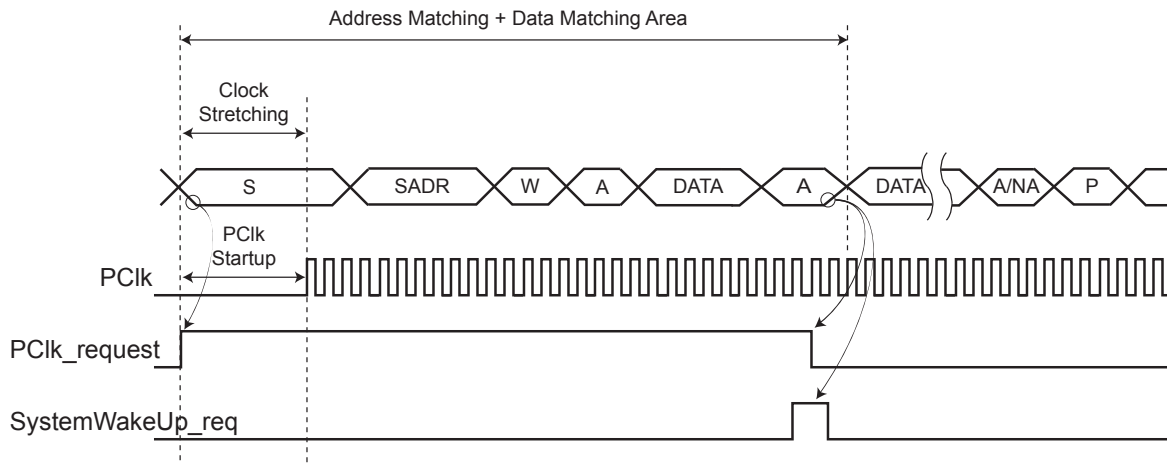 Address Matching + Data Matching Area
Clock
Stretching
S
SADR
W
A
DATA
A
DATA
A/NA
P
PClk
Startup
PClk
PClk_request
SystemWakeUp_req